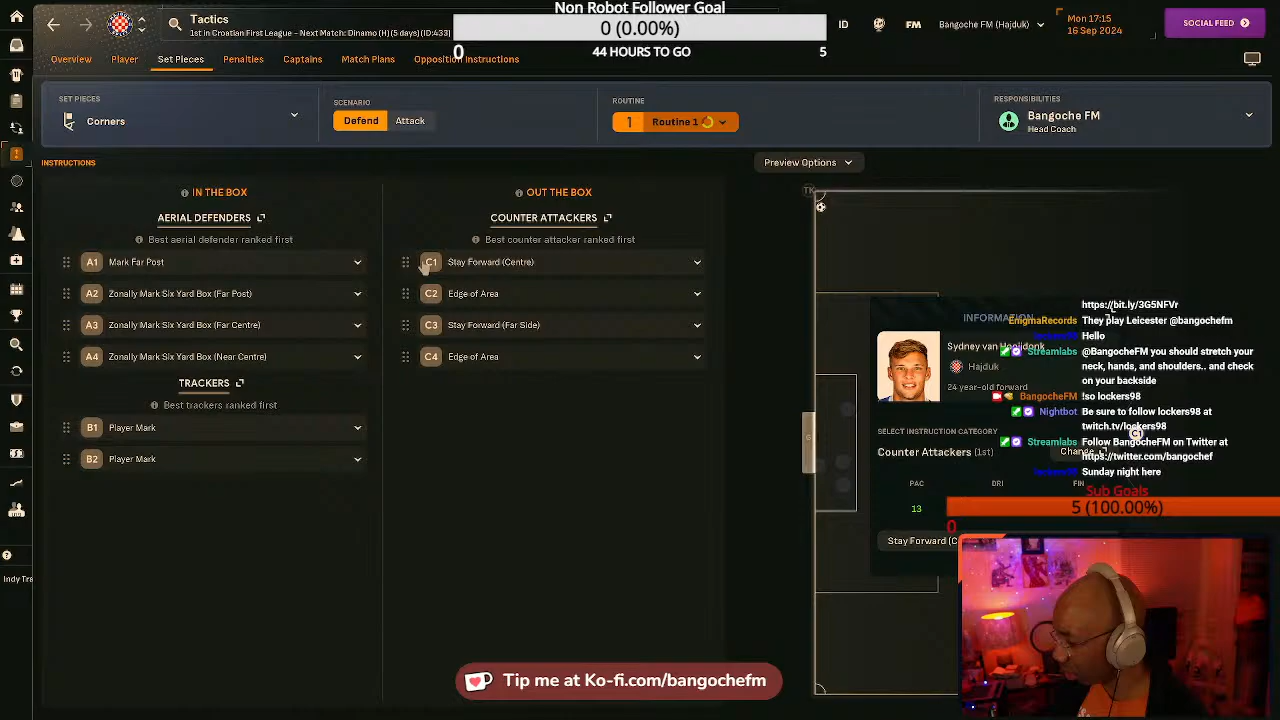 Tactics
1st in Croatian First League - Next Match: Dinamo (H) (5 days) (ID:433)
Non Robot Follower Goal
0 (0.00%)
0
44 HOURS TO GO
5
ID
FM
Bangoche FM (Hajduk)
Mon 17:15
16 Sep 2024
SOCIAL FEED
Overview
Player
Set Pieces
Penalties
Captains
Match Plans
Opposition Instructions
SET PIECES
Corners
SCENARIO
Defend
Attack
ROUTINE
1
Routine 1
RESPONSIBILITIES
Bangoche FM
Head Coach
INSTRUCTIONS
Preview Options
IN THE BOX
AERIAL DEFENDERS
Best aerial defender ranked first
A1 Mark Far Post
A2 Zonally Mark Six Yard Box (Far Post)
A3 Zonally Mark Six Yard Box (Far Centre)
A4 Zonally Mark Six Yard Box (Near Centre)
TRACKERS
Best trackers ranked first
B1 Player Mark
B2 Player Mark
OUT THE BOX
COUNTER ATTACKERS
Best counter attacker ranked first
C1 Stay Forward (Centre)
C2 Edge of Area
C3 Stay Forward (Far Side)
C4 Edge of Area
TK
INFORMATION
Sydney van Hooijdonk
Hajduk
24 year-old forward
SELECT INSTRUCTION CATEGORY
Counter Attackers (1st)
Change
PAC
DRI
FIN
13
Stay Forward (C
https://bit.ly/3G5NFVr
EnigmaRecords They play Leicester @bangochefm
Hello
Streamlabs @BangocheFM you should stretch your
neck, hands, and shoulders.. and check
on your backside
BangocheFM !so lockers98
Nightbot Be sure to follow lockers98 at
twitch.tv/lockers98
Streamlabs Follow BangocheFM on Twitter at
https://twitter.com/bangochef
Sunday night here
Sub Goals
5 (100.00%)
0
Indy Tre
Tip me at Ko-fi.com/bangochefm